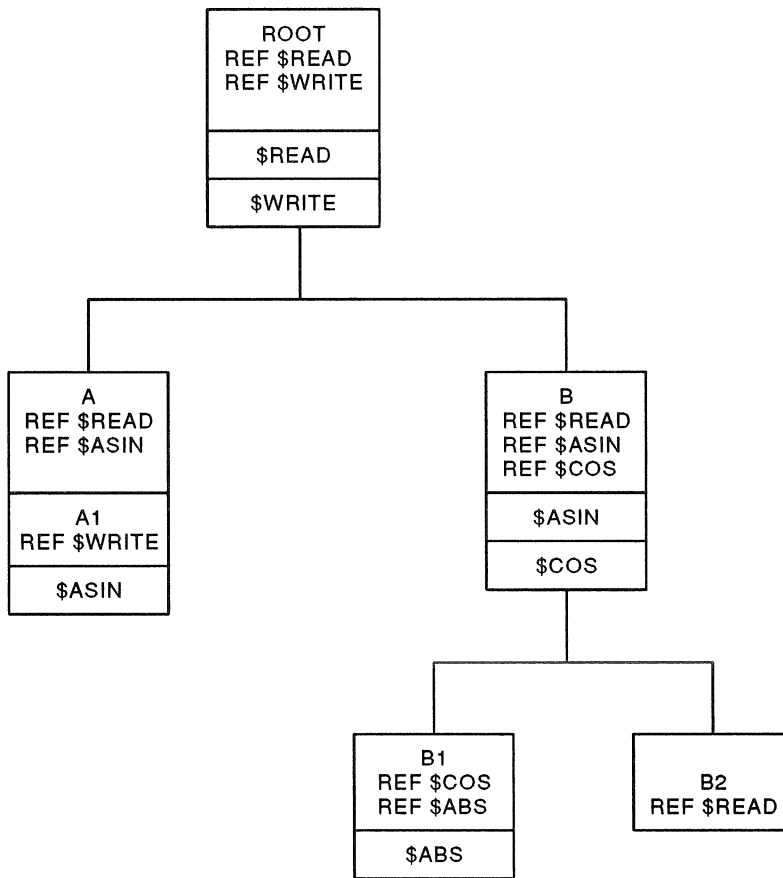 ROOT
REF $READ
REF $WRITE
$READ
$WRITE
A
REF $READ
REF $ASIN
A1
REF $WRITE
$ASIN
B
REF $READ
REF $ASIN
REF $COS
$ASIN
$COS
B1
REF $COS
REF $ABS
$ABS
B2
REF $READ